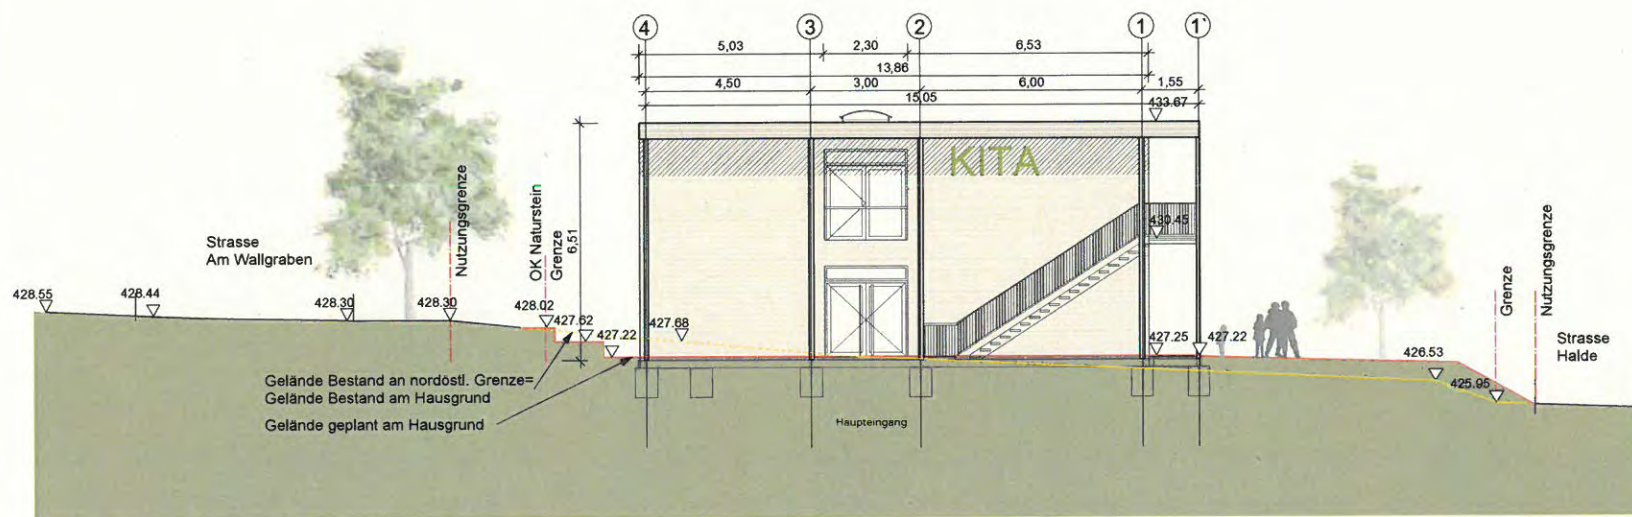 4 3 2 1 1'
5,03 2,30 6,53
13,86
4,50 3,00 6,00 1,55
15,05
433.67
KITA
6,51
430.45
Strasse
Am Wallgraben
Nutzungsgrenze
OK Naturstein
Grenze
428.55
428.44
428.30
428.30
428.02
427.62
427.22
427.68
427.25
427.22
426.53
425.95
Grenze
Nutzungsgrenze
Strasse
Halde
Gelände Bestand an nordöstl. Grenze=
Gelände Bestand am Hausgrund
Gelände geplant am Hausgrund
Haupteingang